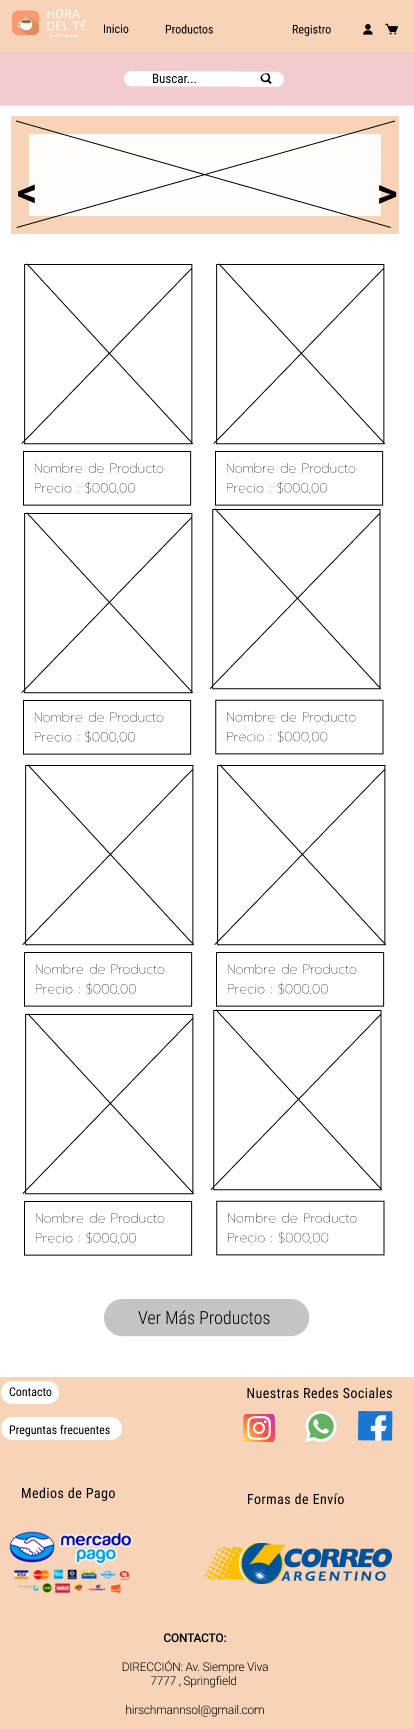 HORA
DEL TÉ
Inicio
Productos
Registro
Buscar...
<
>
Nombre de Producto
Precio : $000,00
Nombre de Producto
Precio : $000,00
Nombre de Producto
Precio : $000,00
Nombre de Producto
Precio : $000,00
Nombre de Producto
Precio : $000,00
Nombre de Producto
Precio : $000,00
Nombre de Producto
Precio : $000,00
Nombre de Producto
Precio : $000,00
Ver Más Productos
Contacto
Preguntas frecuentes
Nuestras Redes Sociales
Medios de Pago
mercado
pago
VISA
Formas de Envío
CORREO
ARGENTINO
CONTACTO:
DIRECCIÓN: Av. Siempre Viva
7777 , Springfield
hirschmannsol@gmail.com